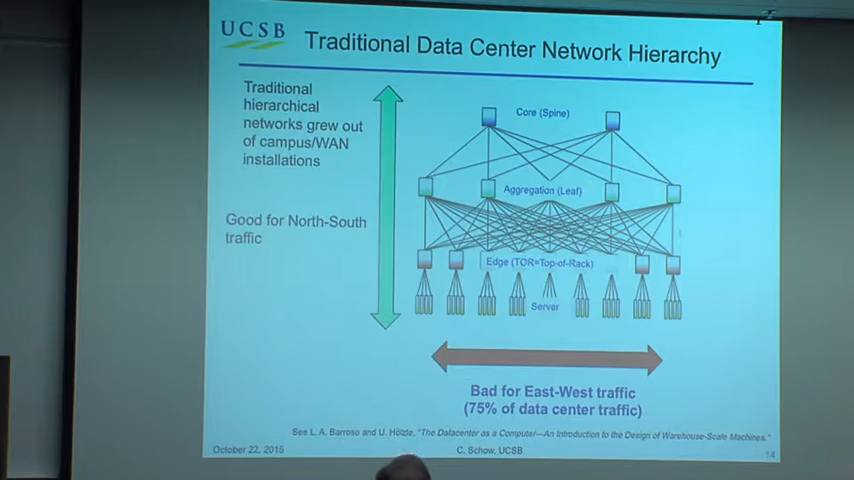 UCSB
Traditional Data Center Network Hierarchy
Traditional
hierarchical
networks grew out
of campus/WAN
installations
Good for North-South
traffic
Core (Spine)
Aggregation (Leaf)
Edge (TOR=Top-of-Rack)
Server
Bad for East-West traffic
(75% of data center traffic)
See L. A. Barroso and U. Hölzle, "The Datacenter as a Computer—An Introduction to the Design of Warehouse-Scale Machines."
October 22, 2015
C. Schow, UCSB
14